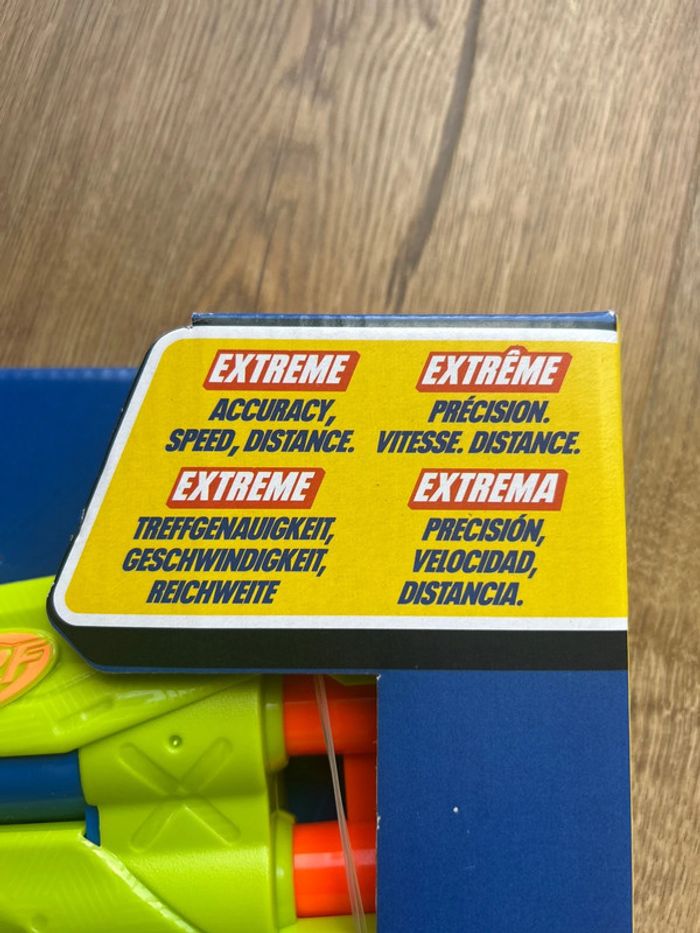 EXTREME
ACCURACY,
SPEED, DISTANCE.
EXTRÊME
PRÉCISION.
VITESSE. DISTANCE.
EXTREME
TREFFGENAUIGKEIT,
GESCHWINDIGKEIT,
REICHWEITE
EXTREMA
PRECISIÓN,
VELOCIDAD,
DISTANCIA.